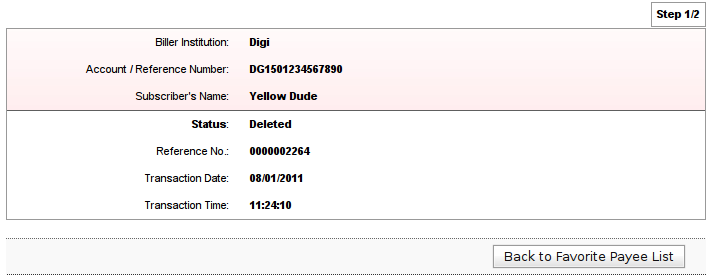 Step 1/2
Biller Institution: Digi
Account / Reference Number: DG1501234567890
Subscriber's Name: Yellow Dude
Status: Deleted
Reference No.: 0000002264
Transaction Date: 08/01/2011
Transaction Time: 11:24:10
Back to Favorite Payee List